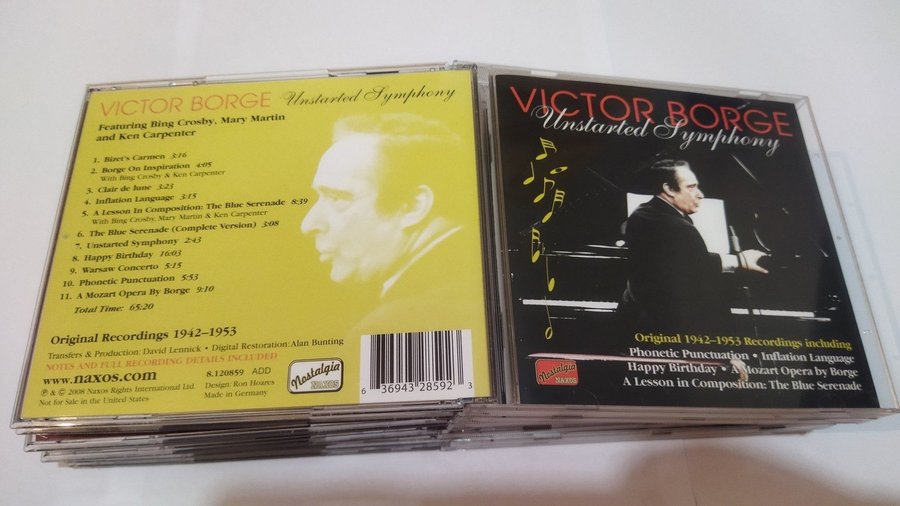 VICTOR BORGE Unstarted Symphony
Featuring Bing Crosby, Mary Martin
and Ken Carpenter
1. Bizet's Carmen 3:16
2. Borge On Inspiration 4:05
With Bing Crosby & Ken Carpenter
3. Clair de lune 3:23
4. Inflation Language 3:15
5. A Lesson In Composition: The Blue Serenade 8:39
With Bing Crosby, Mary Martin & Ken Carpenter
6. The Blue Serenade (Complete Version) 3:08
7. Unstarted Symphony 2:43
8. Happy Birthday 16:03
9. Warsaw Concerto 5:15
10. Phonetic Punctuation 5:53
11. A Mozart Opera By Borge 9:10
Total Time: 65:20
Original Recordings 1942–1953
Transfers & Production: David Lennick • Digital Restoration: Alan Bunting
NOTES AND FULL RECORDING DETAILS INCLUDED
www.naxos.com
8.120859 ADD
℗ & © 2008 Naxos Rights International Ltd.
Design: Ron Hoares
Not for Sale in the United States
Made in Germany
Nostalgia
NAXOS
6 36943 28592 3
VICTOR BORGE
Unstarted Symphony
Original 1942–1953 Recordings including
Phonetic Punctuation • Inflation Language
Happy Birthday • A Mozart Opera by Borge
A Lesson in Composition: The Blue Serenade
Nostalgia
NAXOS